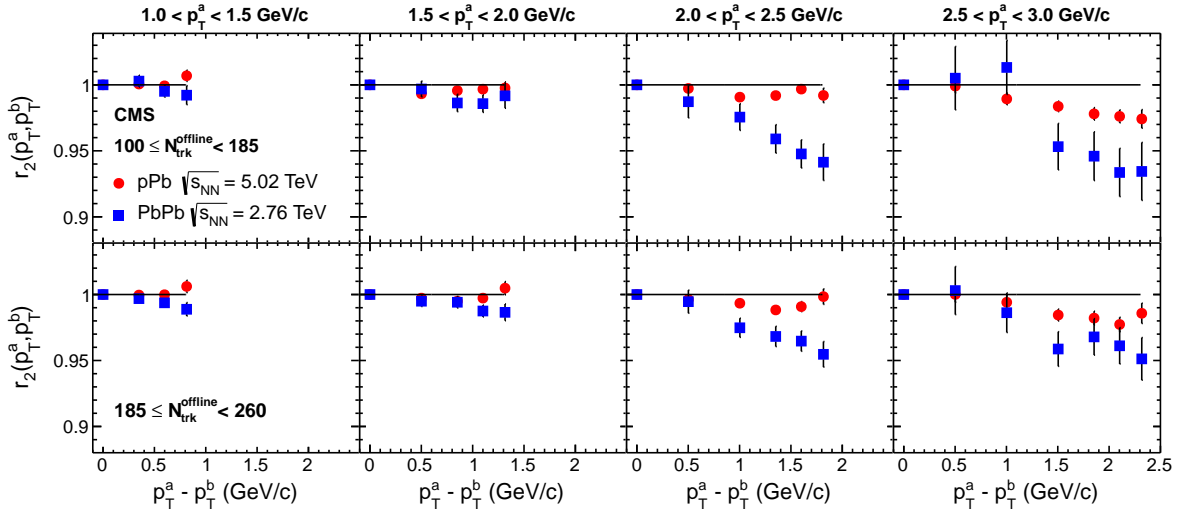 1.0 < p_T^a < 1.5 GeV/c 1.5 < p_T^a < 2.0 GeV/c 2.0 < p_T^a < 2.5 GeV/c 2.5 < p_T^a < 3.0 GeV/c
r_2(p_T^a,p_T^b)
1
0.95
0.9
CMS
100 ≤ N_trk^offline < 185
pPb √s_NN = 5.02 TeV
PbPb √s_NN = 2.76 TeV
r_2(p_T^a,p_T^b)
1
0.95
0.9
185 ≤ N_trk^offline < 260
0 0.5 1 1.5 2 0 0.5 1 1.5 2 0 0.5 1 1.5 2 0 0.5 1 1.5 2 2.5
p_T^a - p_T^b (GeV/c) p_T^a - p_T^b (GeV/c) p_T^a - p_T^b (GeV/c) p_T^a - p_T^b (GeV/c)